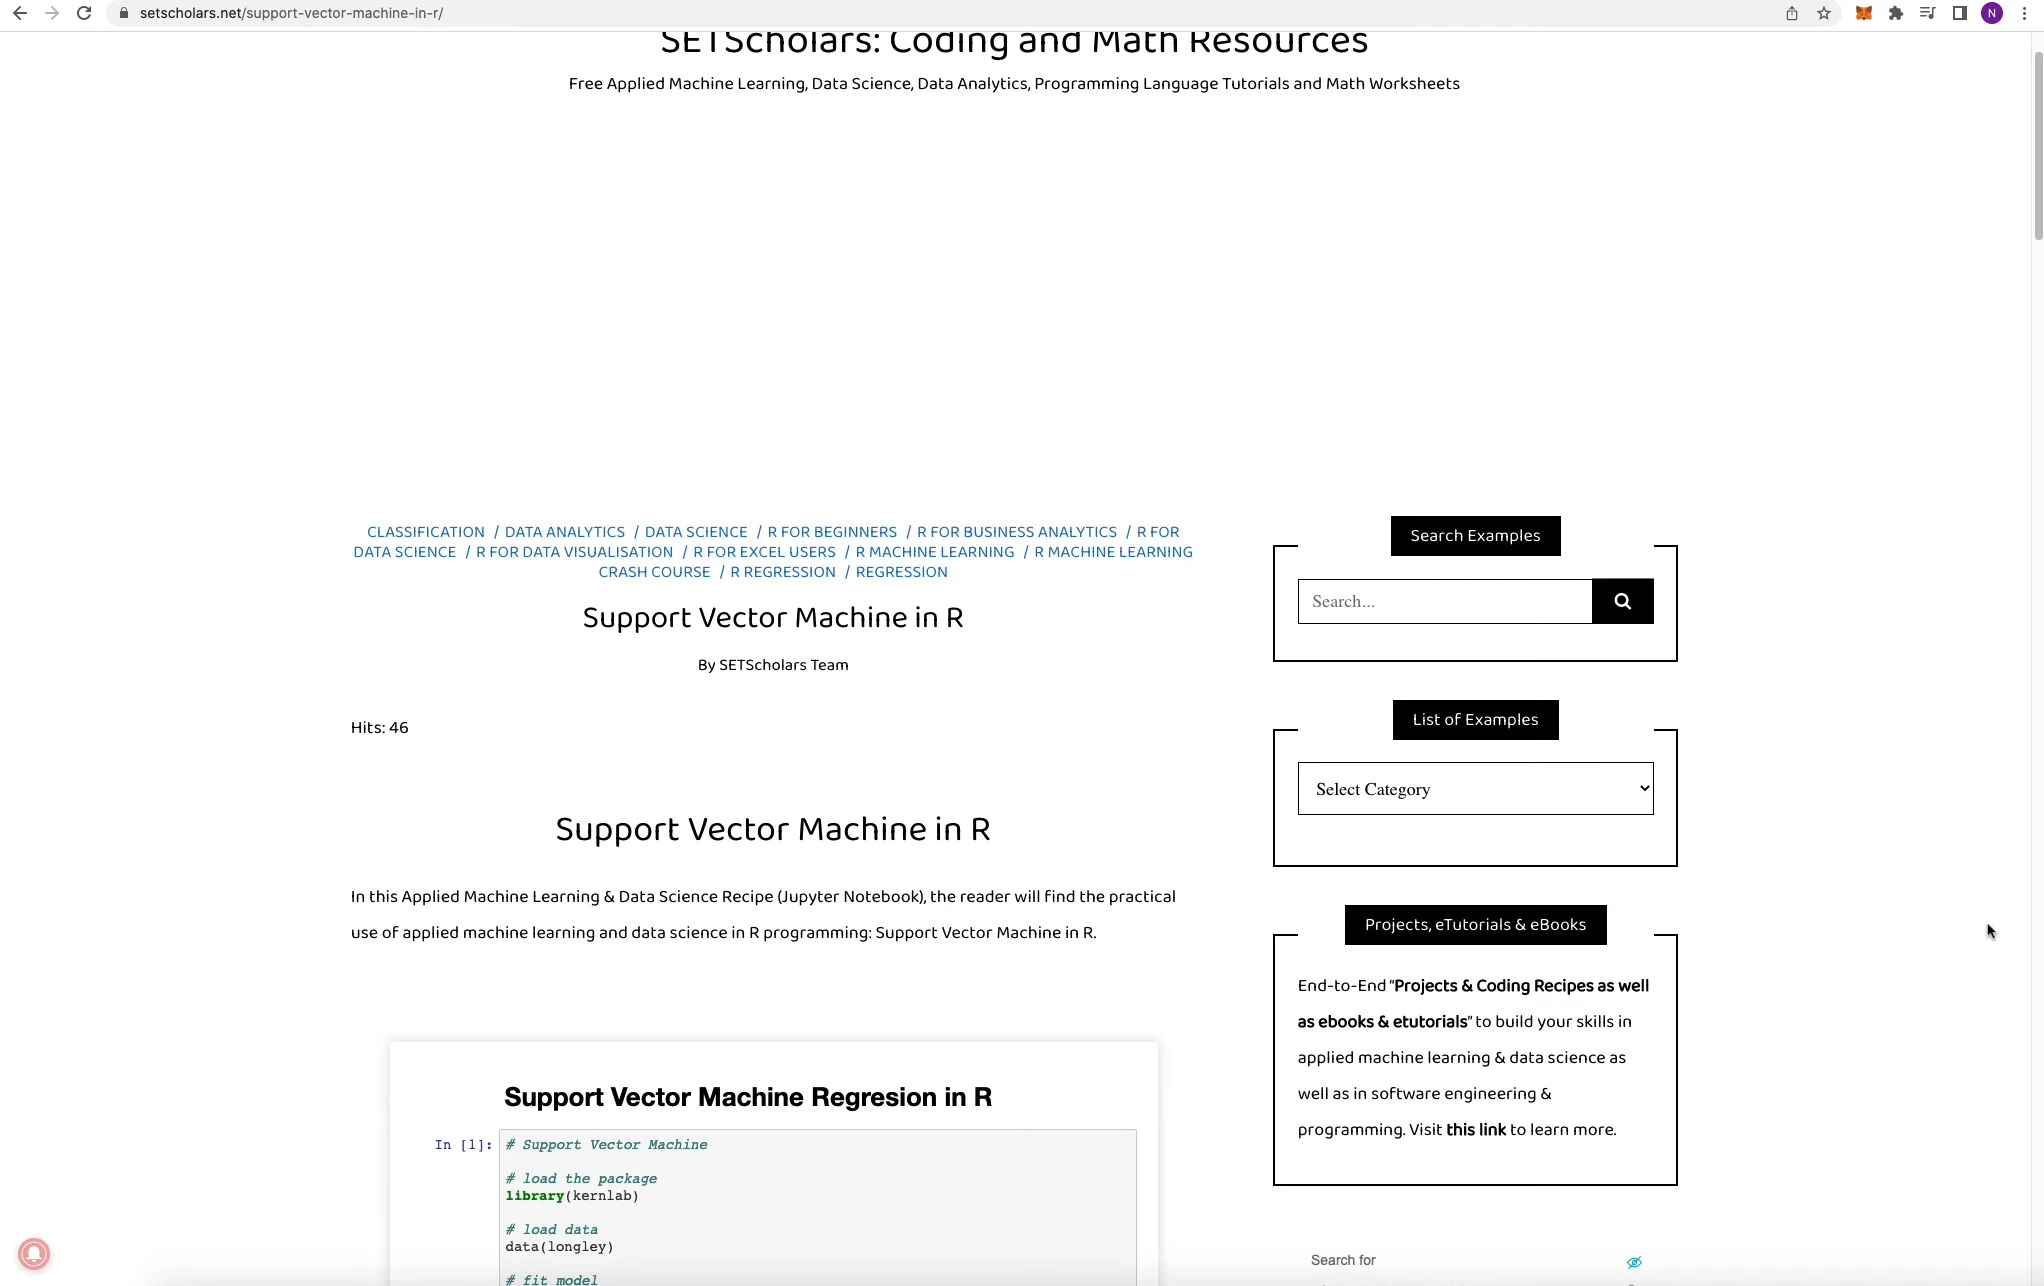 setscholars.net/support-vector-machine-in-r/
N
SETScholars: Coding and Math Resources
Free Applied Machine Learning, Data Science, Data Analytics, Programming Language Tutorials and Math Worksheets
CLASSIFICATION / DATA ANALYTICS / DATA SCIENCE / R FOR BEGINNERS / R FOR BUSINESS ANALYTICS / R FOR
DATA SCIENCE / R FOR DATA VISUALISATION / R FOR EXCEL USERS / R MACHINE LEARNING / R MACHINE LEARNING
CRASH COURSE / R REGRESSION / REGRESSION
Support Vector Machine in R
By SETScholars Team
Hits: 46
Support Vector Machine in R
In this Applied Machine Learning & Data Science Recipe (Jupyter Notebook), the reader will find the practical
use of applied machine learning and data science in R programming: Support Vector Machine in R.
Support Vector Machine Regresion in R
In [1]: # Support Vector Machine
# load the package
library(kernlab)
# load data
data(longley)
# fit model
Search Examples
Search...
List of Examples
Select Category
Projects, eTutorials & eBooks
End-to-End "Projects & Coding Recipes as well
as ebooks & etutorials" to build your skills in
applied machine learning & data science as
well as in software engineering &
programming. Visit this link to learn more.
Search for